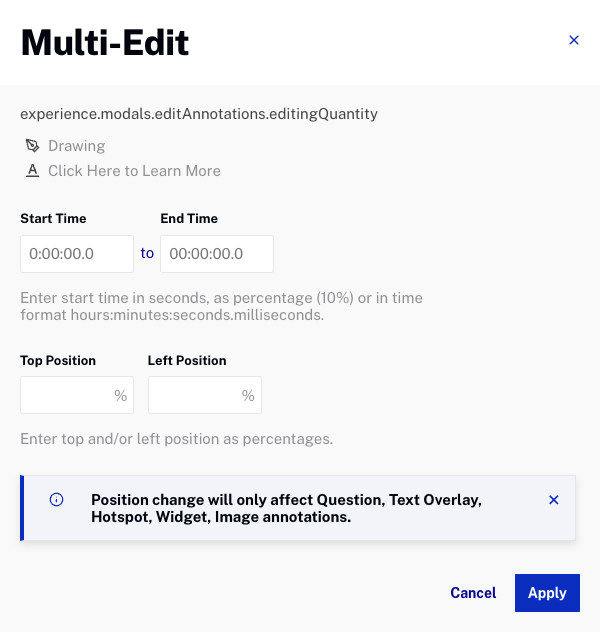 Multi-Edit
experience.modals.editAnnotations.editingQuantity
Drawing
A Click Here to Learn More
Start Time End Time
0:00:00.0 to 00:00:00.0
Enter start time in seconds, as percentage (10%) or in time
format hours:minutes:seconds.milliseconds.
Top Position Left Position
% %
Enter top and/or left position as percentages.
Position change will only affect Question, Text Overlay,
Hotspot, Widget, Image annotations.
Cancel Apply